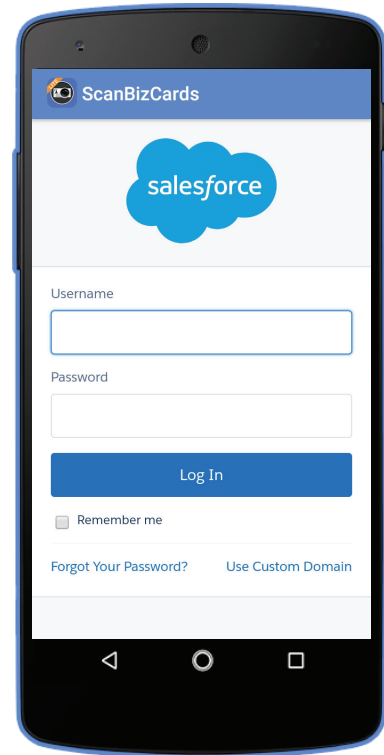 ScanBizCards
salesforce
Username
Password
Log In
Remember me
Forgot Your Password? Use Custom Domain